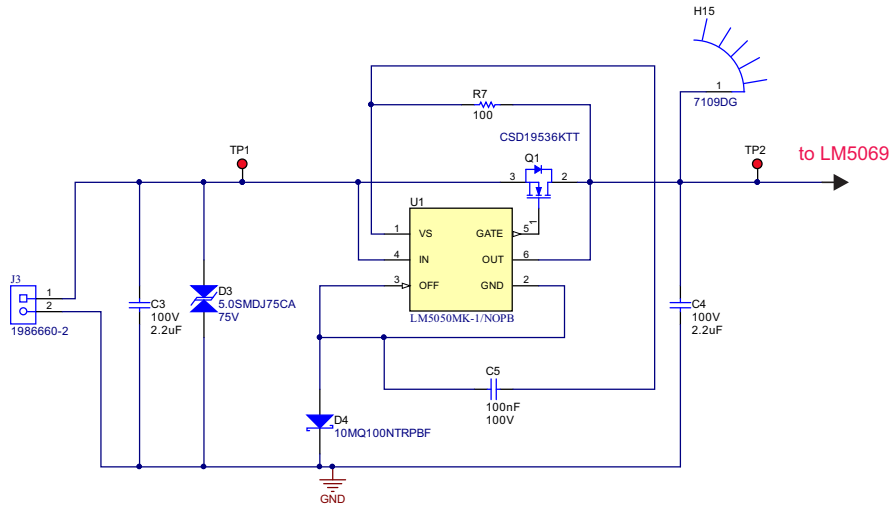 H15
1
7109DG
R7
100
CSD19536KTT
TP1
Q1
TP2
to LM5069
3
2
1
U1
1
VS
GATE
5
4
IN
OUT
6
3
OFF
GND
2
LM5050MK-1/NOPB
J3
1
2
1986660-2
C3
100V
2.2uF
D3
5.0SMDJ75CA
75V
C4
100V
2.2uF
C5
100nF
100V
D4
10MQ100NTRPBF
GND